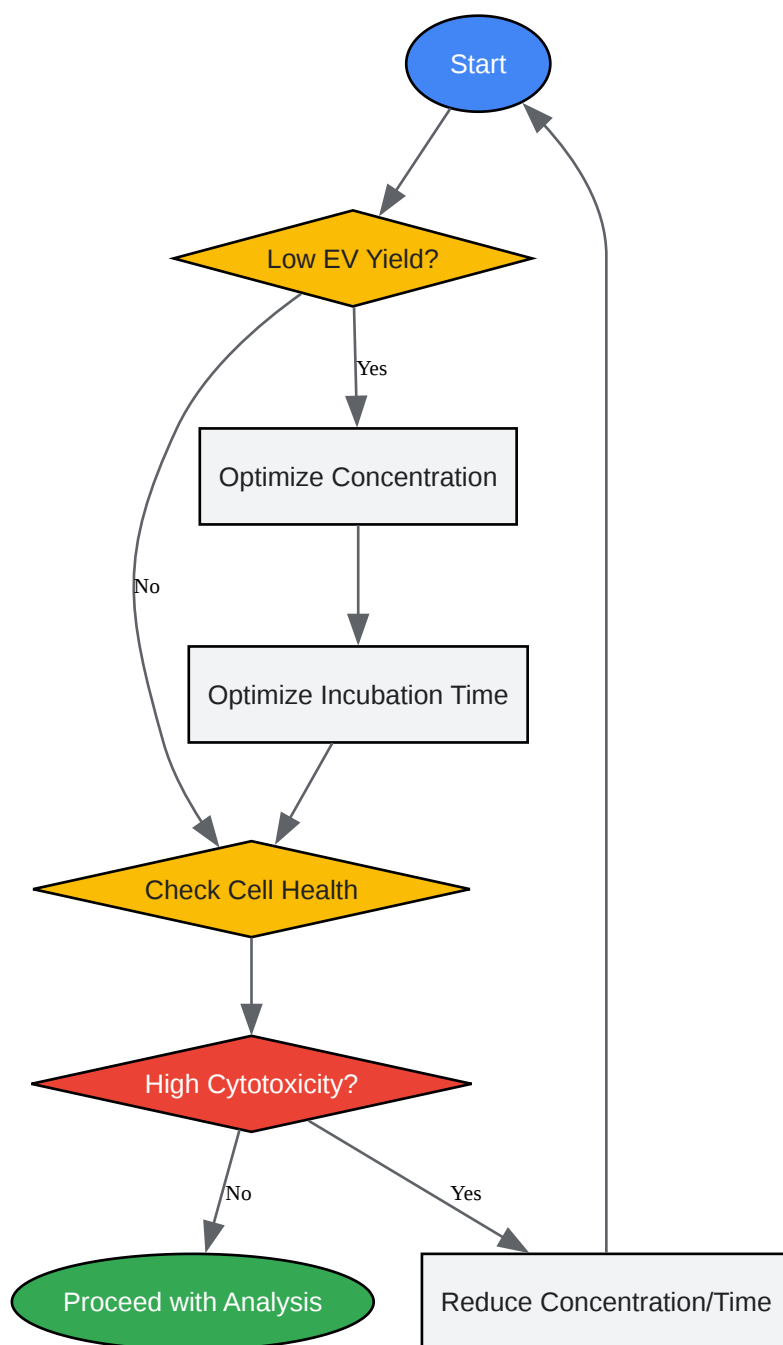 Start
Low EV Yield?
Yes
Optimize Concentration
No
Optimize Incubation Time
Check Cell Health
High Cytotoxicity?
No
Yes
Proceed with Analysis
Reduce Concentration/Time